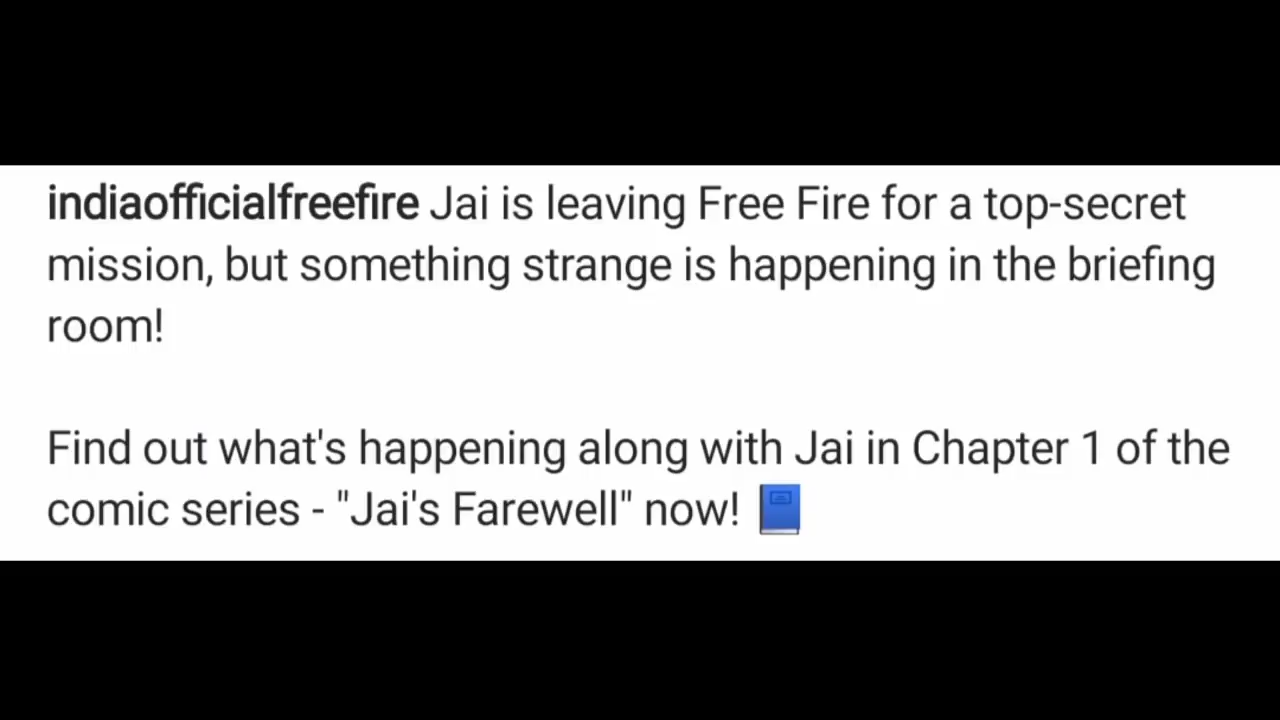 indiaofficialfreefire Jai is leaving Free Fire for a top-secret
mission, but something strange is happening in the briefing
room!
Find out what's happening along with Jai in Chapter 1 of the
comic series - "Jai's Farewell" now! 📘